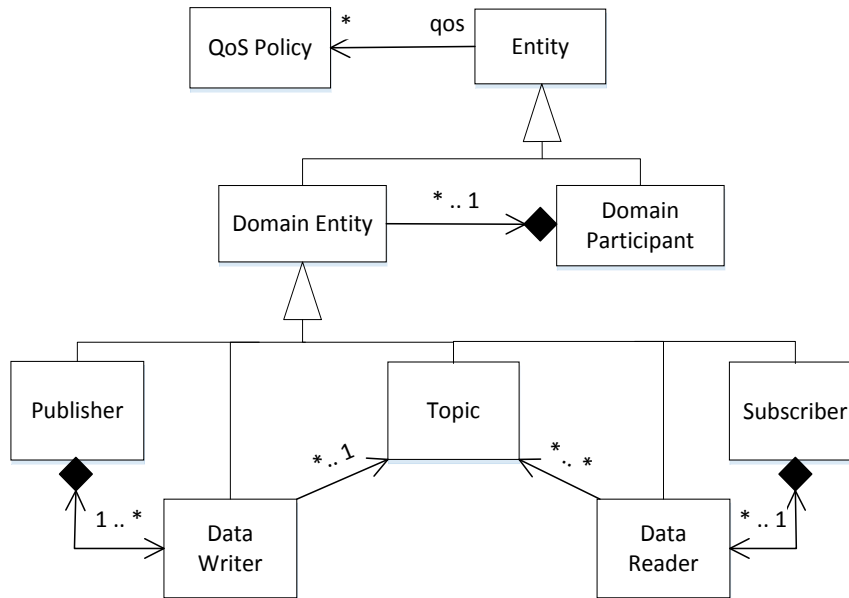 * qos
QoS Policy
Entity
* .. 1
Domain Entity
Domain
Participant
Publisher
Topic
Subscriber
*.. 1
*.. *
1 .. *
* .. 1
Data
Writer
Data
Reader